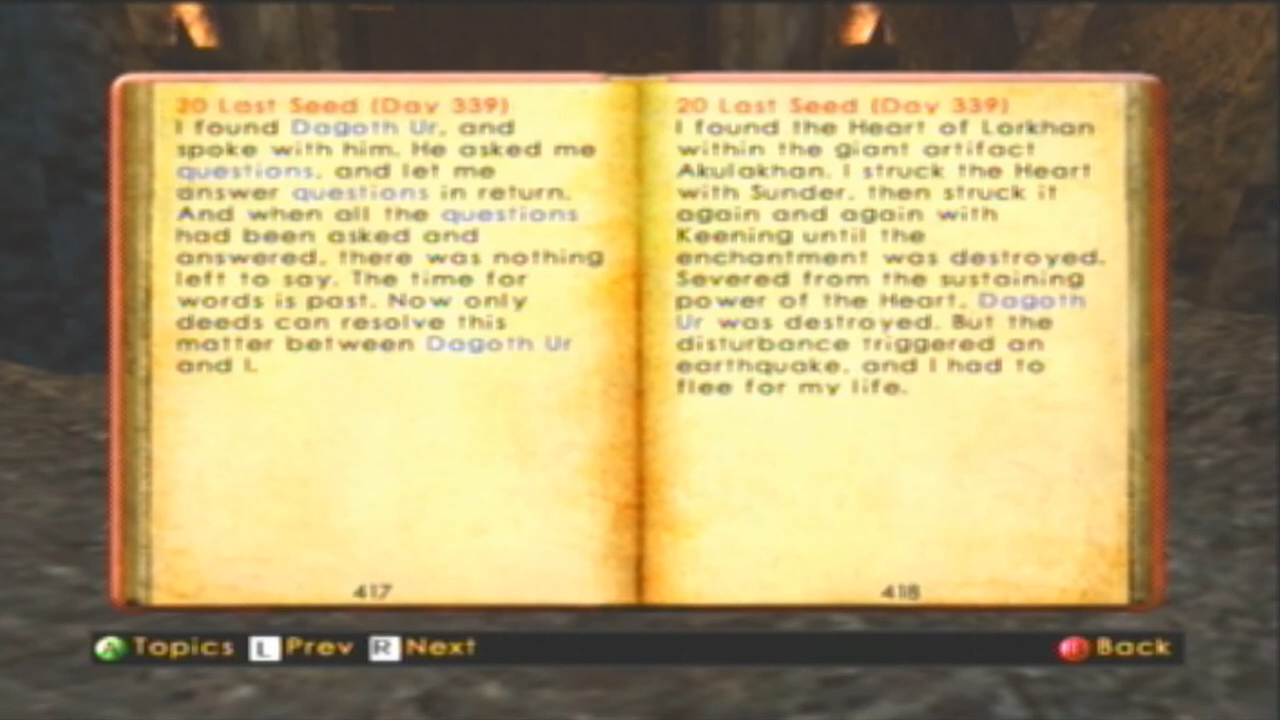 20 Last Seed (Day 339)
I found Dagoth Ur, and
spoke with him. He asked me
questions, and let me
answer questions in return.
And when all the questions
had been asked and
answered, there was nothing
left to say. The time for
words is past. Now only
deeds can resolve this
matter between Dagoth Ur
and I.
417
20 Last Seed (Day 339)
I found the Heart of Lorkhan
within the giant artifact
Akulakhan. I struck the Heart
with Sunder, then struck it
again and again with
Keening until the
enchantment was destroyed.
Severed from the sustaining
power of the Heart, Dagoth
Ur was destroyed. But the
disturbance triggered an
earthquake, and I had to
flee for my life.
418
A Topics L Prev R Next
B Back